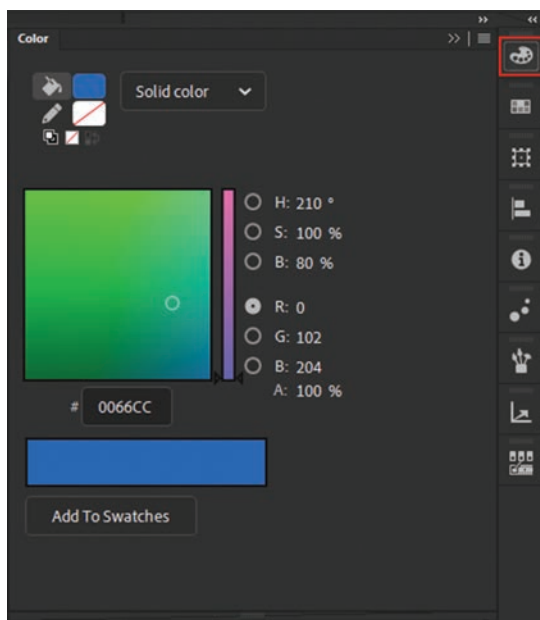 Color
Solid color
H: 210 °
S: 100 %
B: 80 %
R: 0
G: 102
B: 204
A: 100 %
# 0066CC
Add To Swatches